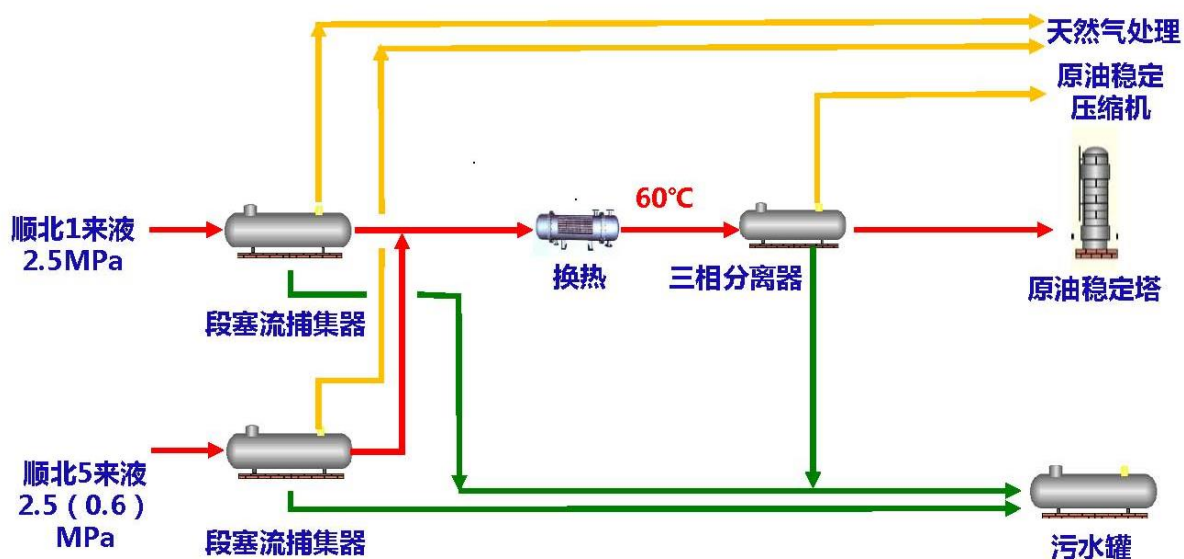 天然气处理
原油稳定
压缩机
60℃
顺北1来液
2.5MPa
换热
三相分离器
原油稳定塔
段塞流捕集器
顺北5来液
2.5（0.6）
MPa
段塞流捕集器
污水罐